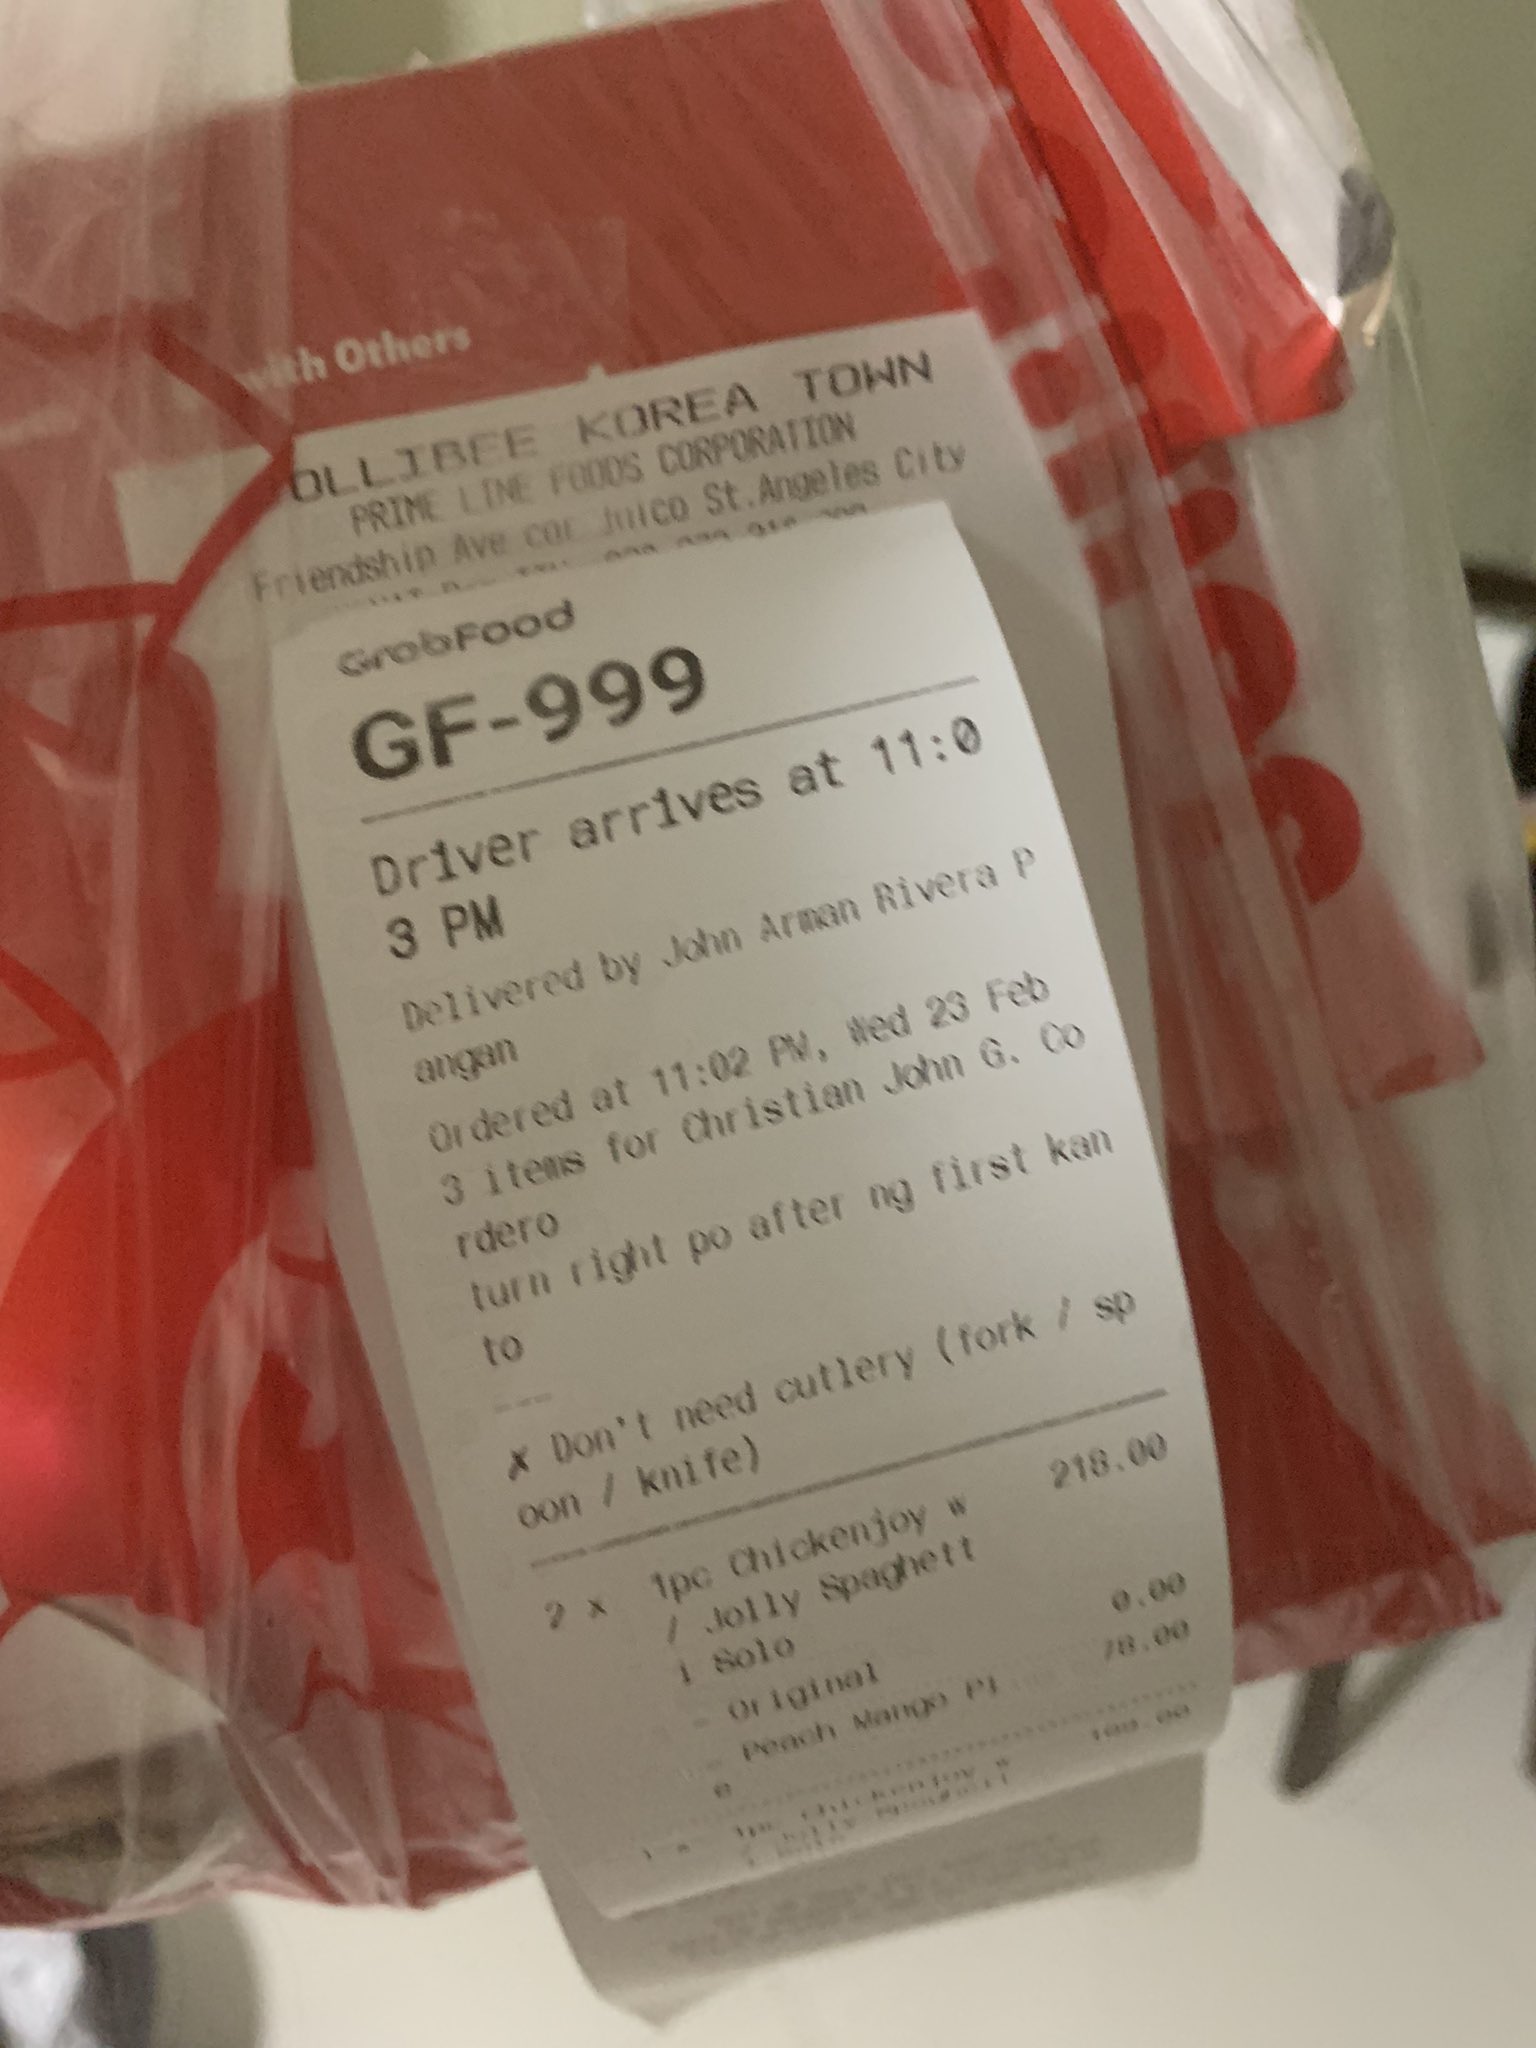 with Others
OLLIBEE KOREA TOWN
PRIME LINE FOODS CORPORATION
Friendship Ave cor Juico St.Angeles City
GrabFood
GF-999
Driver arrives at 11:0
3 PM
Delivered by John Arman Rivera P
angan
Ordered at 11:02 PM, Wed 23 Feb
3 items for Christian John G. Co
rdero
turn right po after ng first kan
to
---
x Don't need cutlery (fork / sp
oon / knife)
2 x 1pc Chickenjoy w 218.00
/ Jolly Spaghett
i Solo
- Original 0.00
- Peach Mango Pi 78.00
e
1pc Chickenjoy w